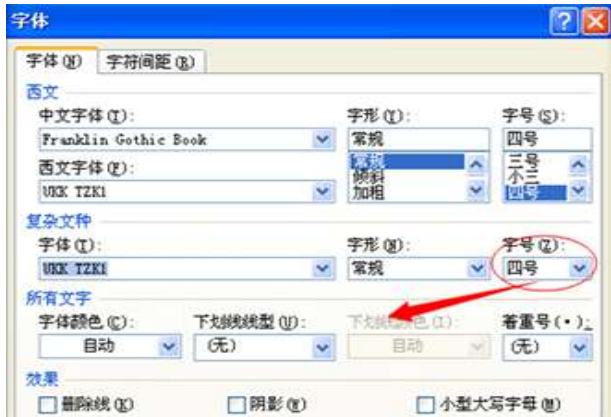 字体
字体(N) 字符间距(R)
西文
中文字体(T): 字形(Y): 字号(S):
Franklin Gothic Book 常规 四号
西文字体(F): 常规 三号
倾斜 小三
UKK TZK1 加粗 四号
复杂文种
字体(T): 字形(N): 字号(Z):
UKK TZK1 常规 四号
所有文字
字体颜色(C): 下划线线型(U): 下划线颜色(I): 着重号(·):
自动 (无) 自动 (无)
效果
删除线(K) 阴影(W) 小型大写字母(M)